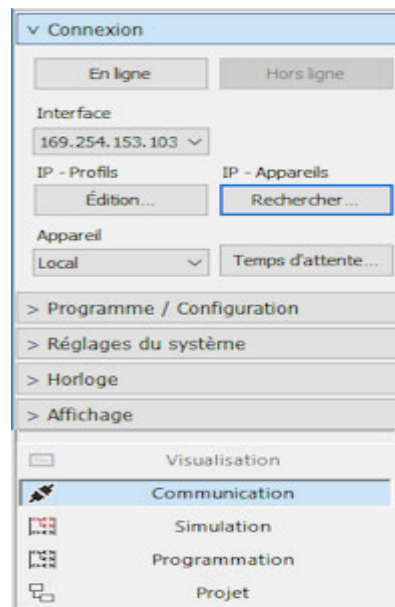 v Connexion
En ligne Hors ligne
Interface
169.254.153.103
IP - Profils IP - Appareils
Édition... Rechercher...
Appareil
Local Temps d'attente...
> Programme / Configuration
> Réglages du système
> Horloge
> Affichage
Visualisation
Communication
Simulation
Programmation
Projet